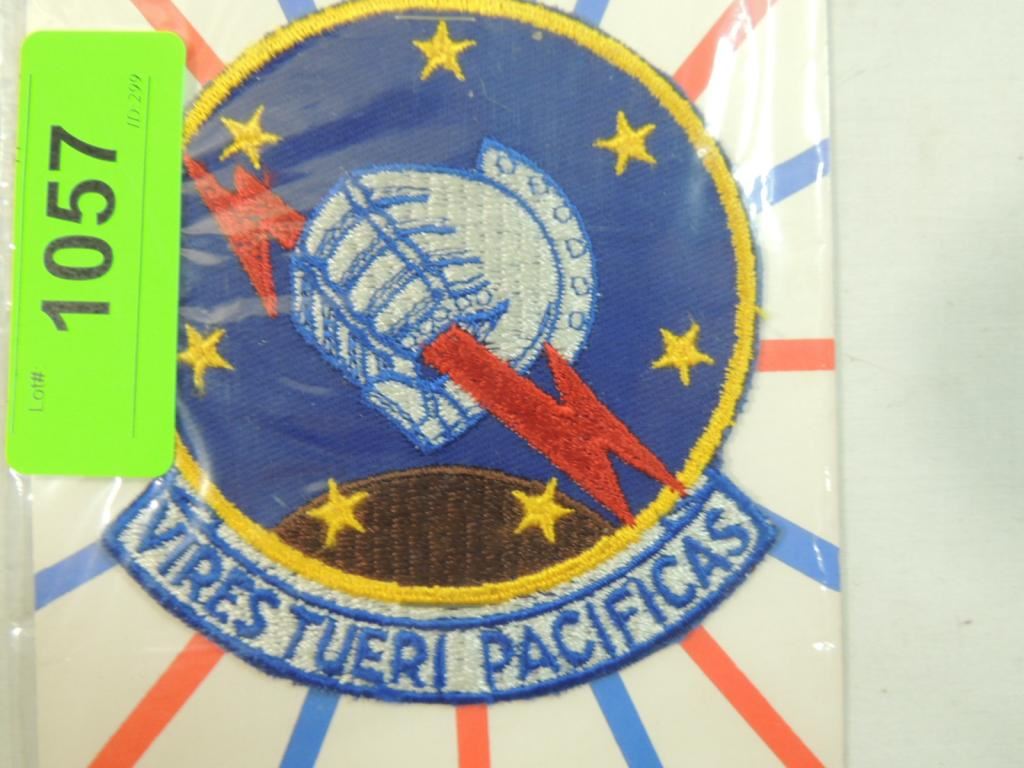 Lot#
1057
ID:299
VIRES TUERI PACIFICAS